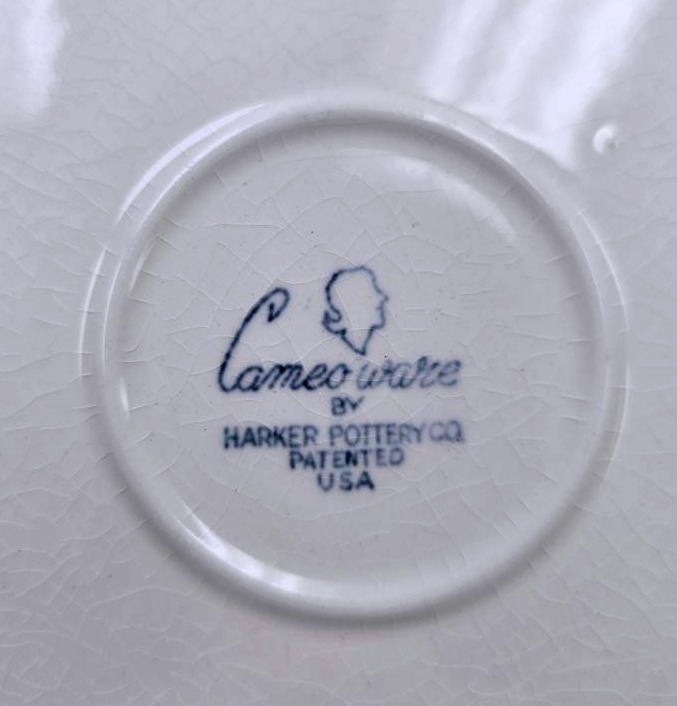 Cameo ware
BY
HARKER POTTERY CO.
PATENTED
USA